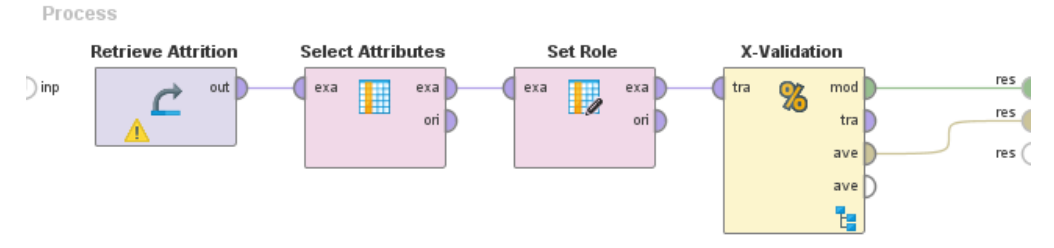 Process
Retrieve Attrition
Select Attributes
Set Role
X-Validation
inp
out
exa
exa
ori
exa
exa
ori
tra
mod
tra
ave
ave
%
res
res
res